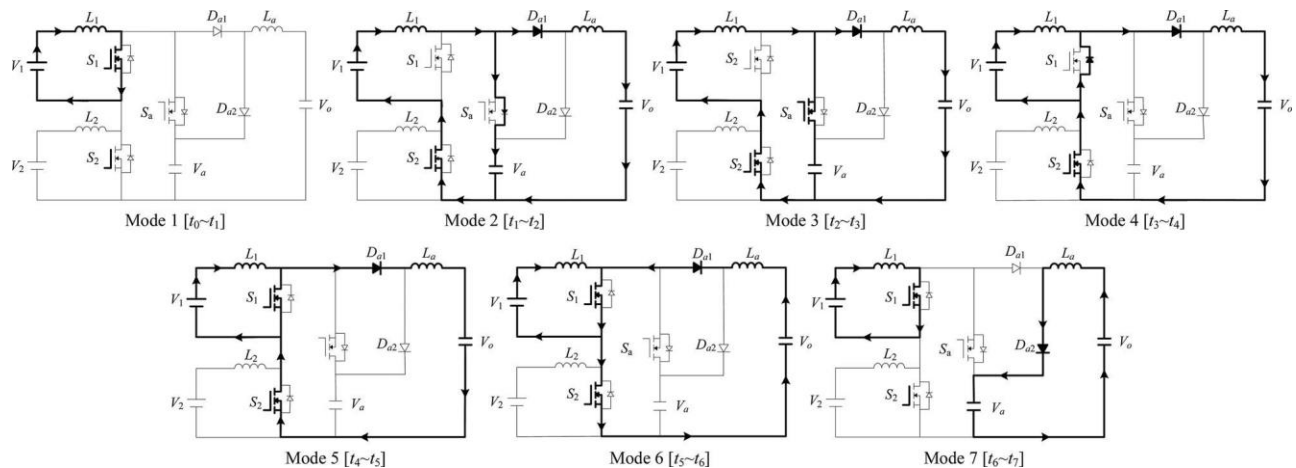 L1 Da1 La
S1
V1
Sa Da2 Vo
L2
S2
V2 Va
Mode 1 [t0~t1]
L1 Da1 La
S1
V1
Sa Da2 Vo
L2
S2
V2 Va
Mode 2 [t1~t2]
L1 Da1 La
S2
V1
Sa Da2 Vo
L2
S2
V2 Va
Mode 3 [t2~t3]
L1 Da1 La
S1
V1
Sa Da2 Vo
L2
S2
V2 Va
Mode 4 [t3~t4]
L1 Da1 La
S1
V1
Da2 Vo
L2
S2
V2 Va
Mode 5 [t4~t5]
L1 Da1 La
S1
V1
Sa Da2 Vo
L2
S2
V2 Va
Mode 6 [t5~t6]
L1 Da1 La
S1
V1
Sa Da2 Vo
L2
S2
V2 Va
Mode 7 [t6~t7]